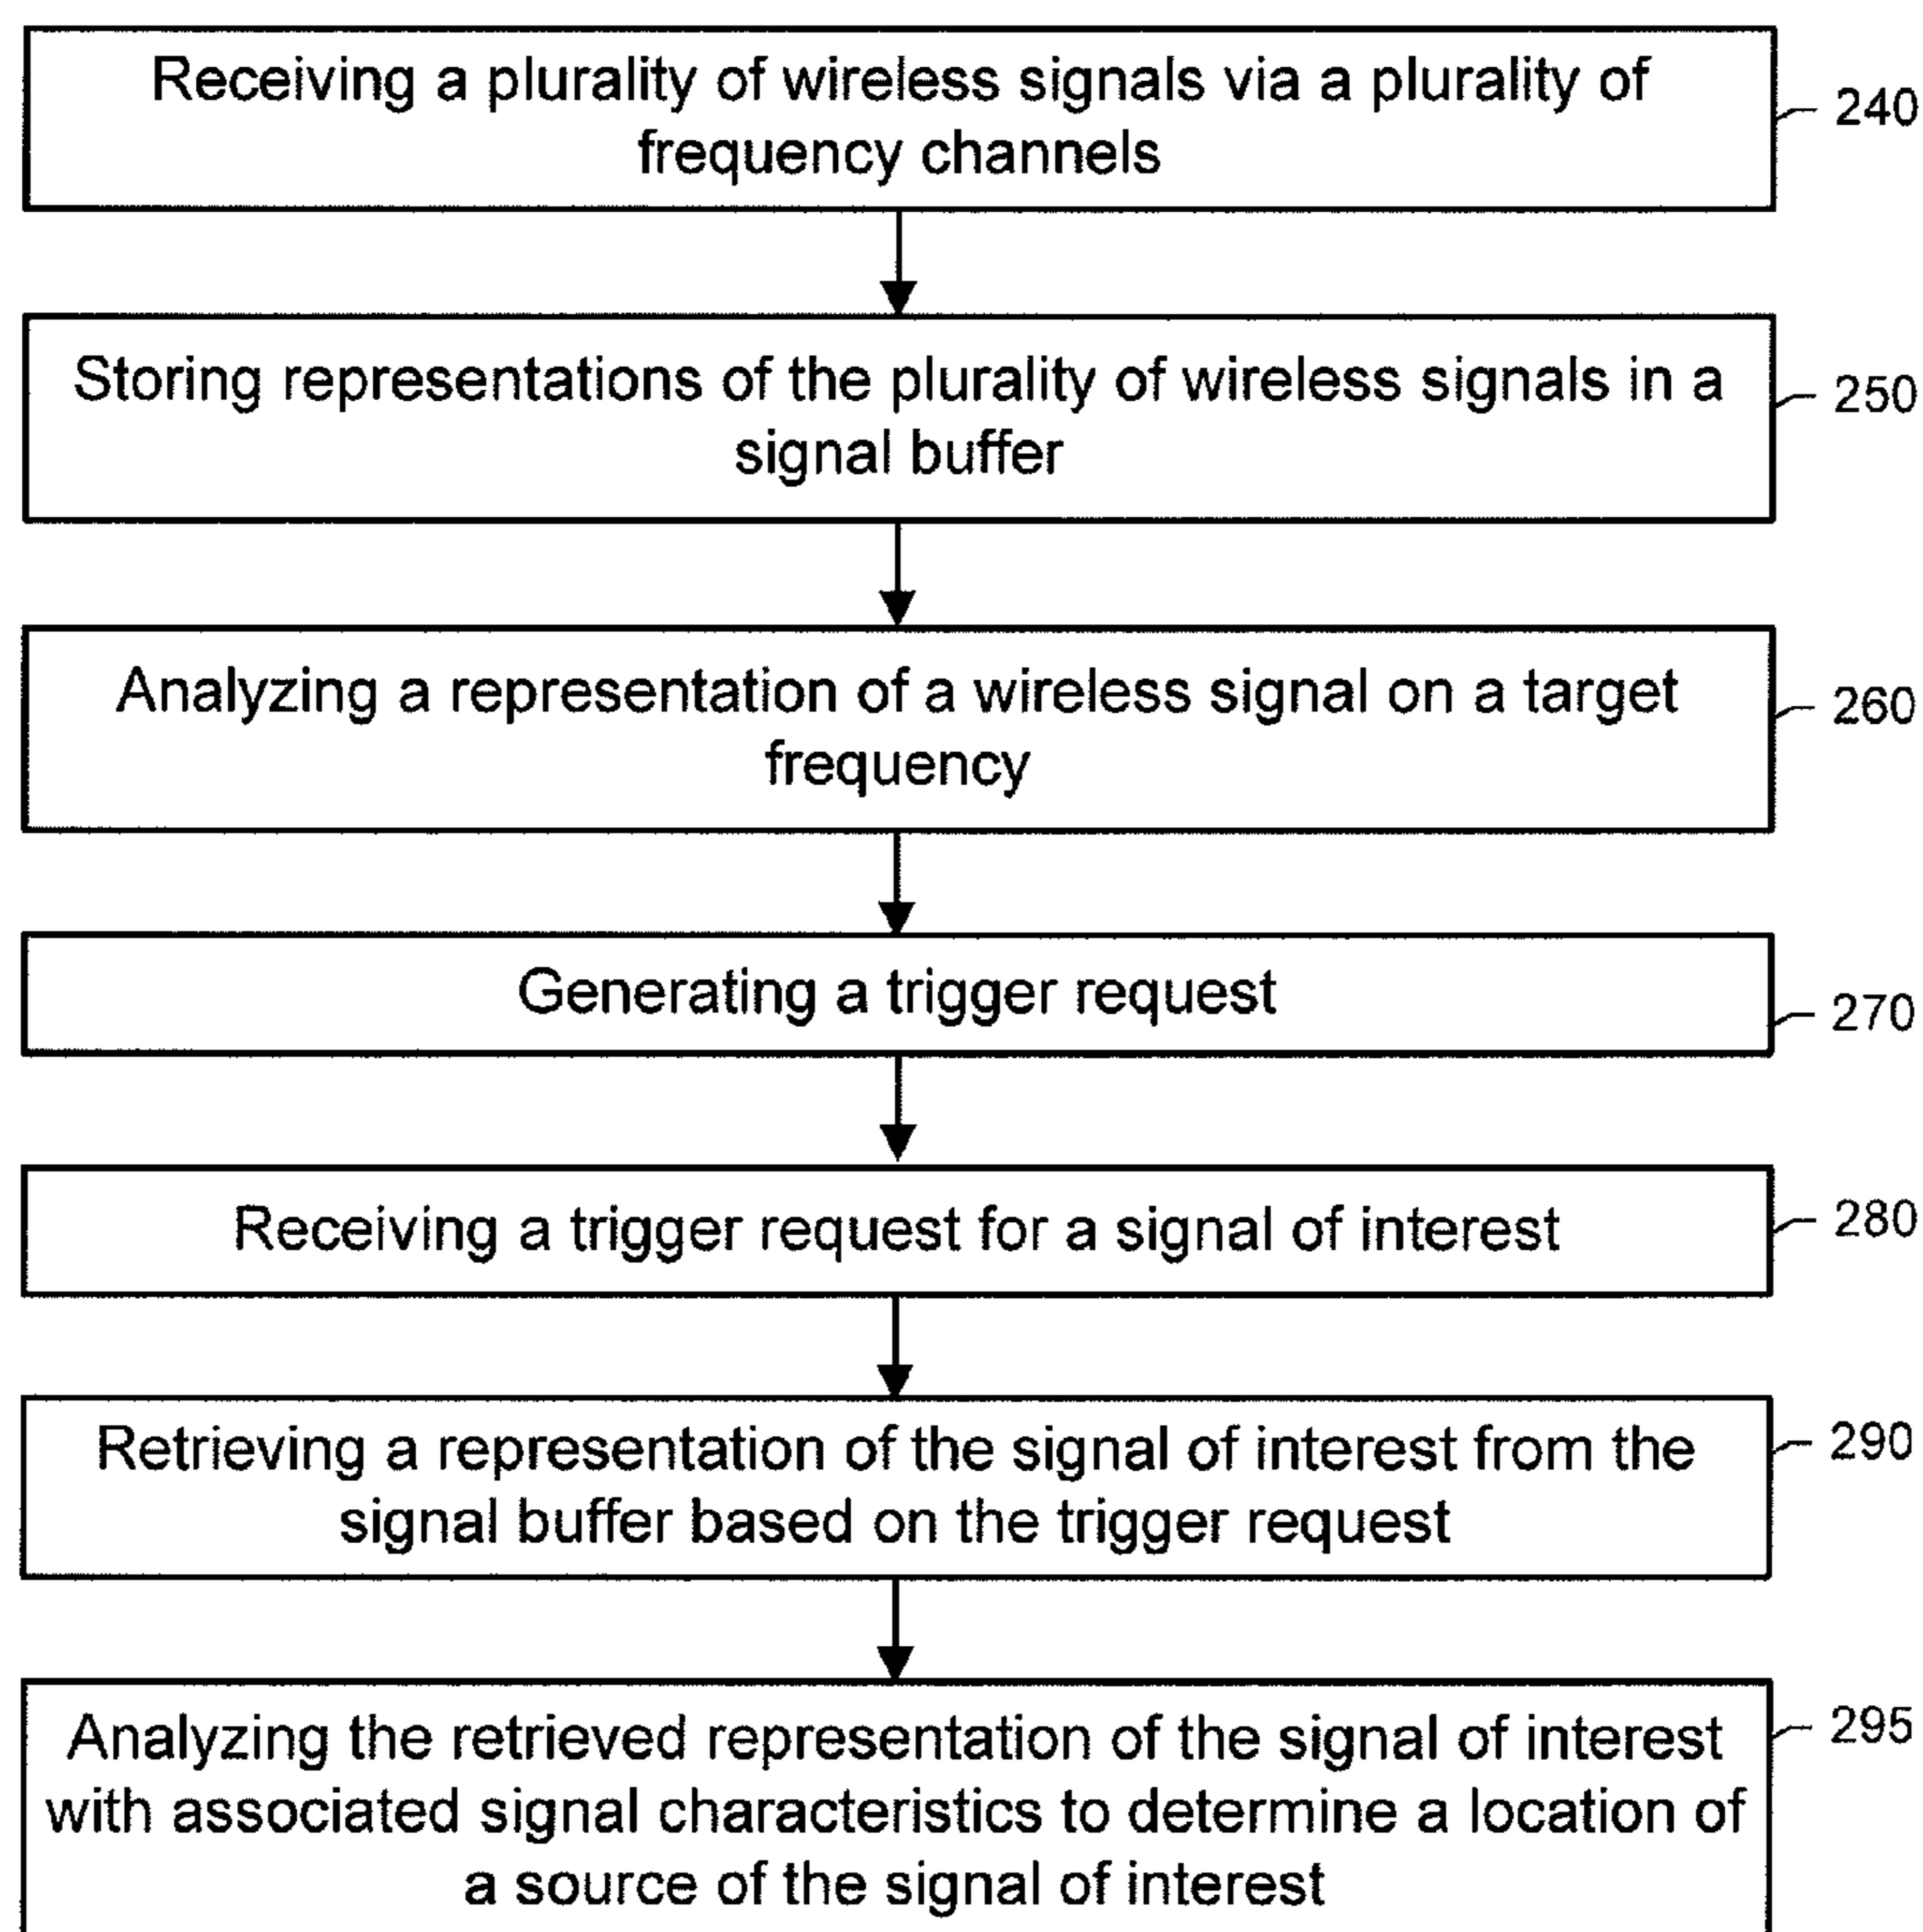 Receiving a plurality of wireless signals via a plurality of
frequency channels
240
Storing representations of the plurality of wireless signals in a
signal buffer
250
Analyzing a representation of a wireless signal on a target
frequency
260
Generating a trigger request
270
Receiving a trigger request for a signal of interest
280
Retrieving a representation of the signal of interest from the
signal buffer based on the trigger request
290
Analyzing the retrieved representation of the signal of interest
with associated signal characteristics to determine a location of
a source of the signal of interest
295